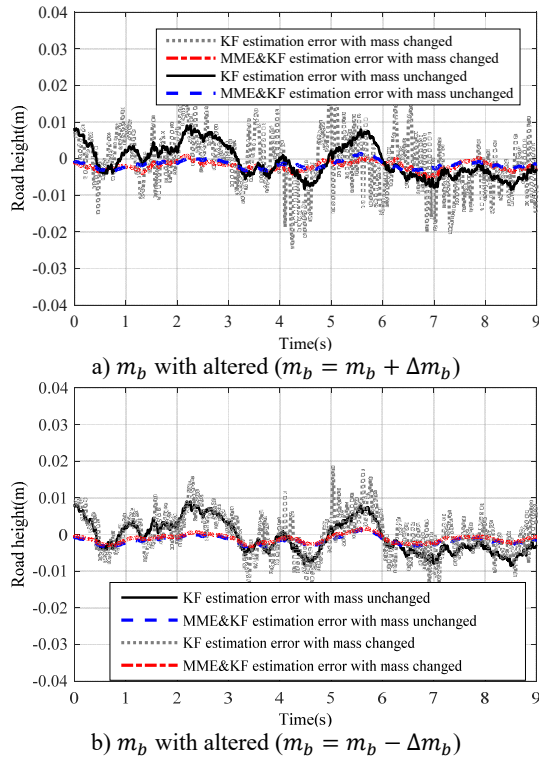 0.04
KF estimation error with mass changed
0.03
MME&KF estimation error with mass changed
KF estimation error with mass unchanged
0.02
MME&KF estimation error with mass unchanged
0.01
0
-0.01
-0.02
-0.03
-0.04
Road height(m)
0 1 2 3 4 5 6 7 8 9
Time(s)
a) m_b with altered (m_b = m_b + Δm_b)
0.04
0.03
0.02
0.01
0
-0.01
-0.02
-0.03
-0.04
Road height(m)
KF estimation error with mass unchanged
MME&KF estimation error with mass unchanged
KF estimation error with mass changed
MME&KF estimation error with mass changed
0 1 2 3 4 5 6 7 8 9
Time(s)
b) m_b with altered (m_b = m_b − Δm_b)